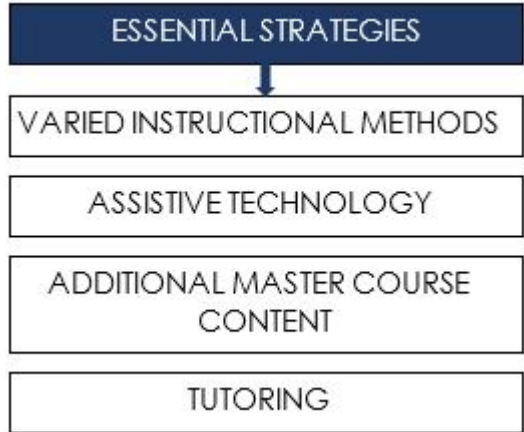 ESSENTIAL STRATEGIES
VARIED INSTRUCTIONAL METHODS
ASSISTIVE TECHNOLOGY
ADDITIONAL MASTER COURSE
CONTENT
TUTORING